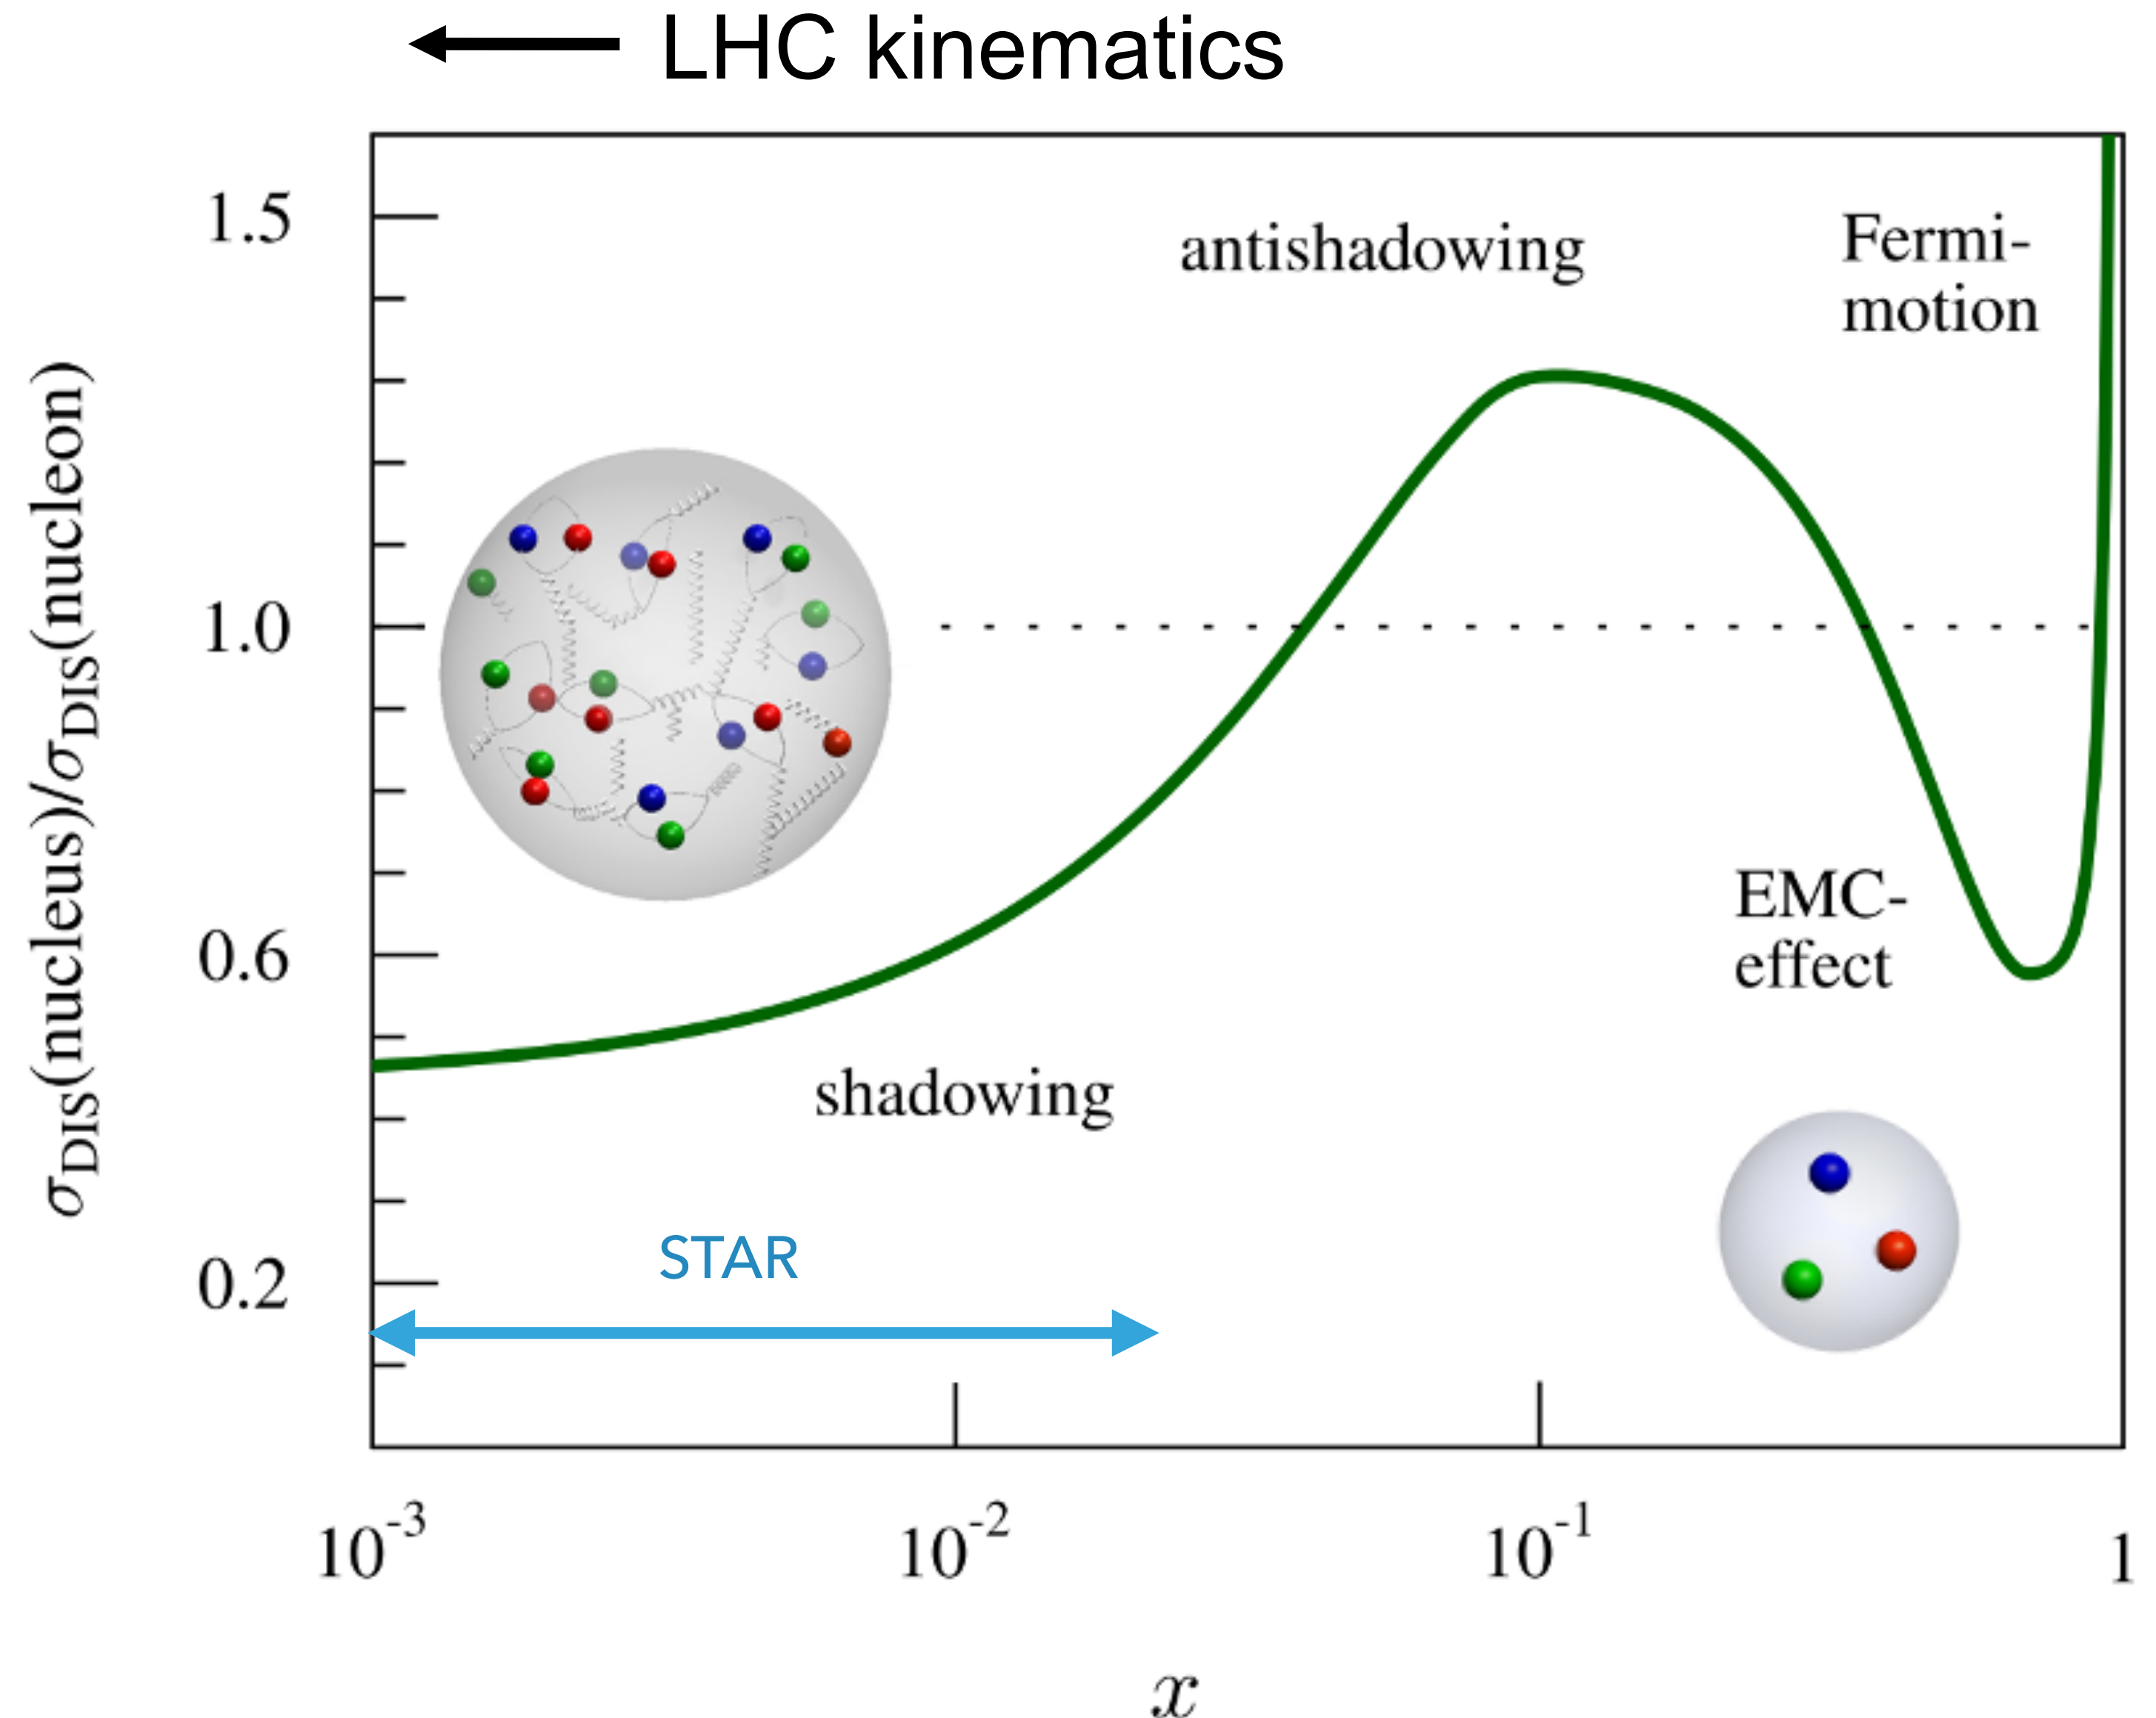 LHC kinematics
σDIS(nucleus)/σDIS(nucleon)
1.5
1.0
0.6
0.2
antishadowing
Fermi-
motion
EMC-
effect
shadowing
STAR
10-3
10-2
10-1
1
x